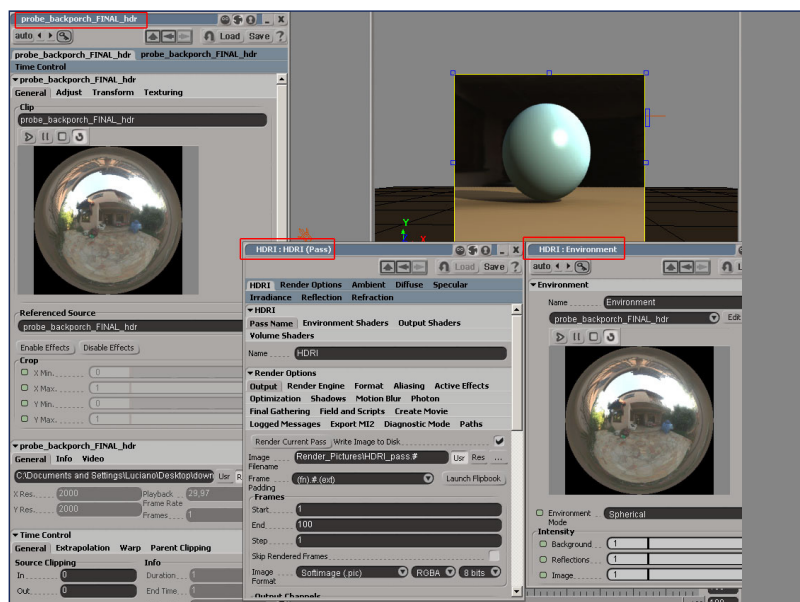 probe_backporch_FINAL_hdr
auto
Load Save ?
probe_backporch_FINAL_hdr probe_backporch_FINAL_hdr
Time Control
probe_backporch_FINAL_hdr
General Adjust Transform Texturing
Clip
probe_backporch_FINAL_hdr
Referenced Source
probe_backporch_FINAL_hdr
Enable Effects Disable Effects
Crop
X Min. 0
X Max. 1
Y Min. 0
Y Max. 1
probe_backporch_FINAL_hdr
General Info Video
C:\Documents and Settings\Luciano\Desktop\down Usr R
X Res. 2000 Playback 29,97
Frame Rate
Y Res. 2000
Frames 1
Time Control
General Extrapolation Warp Parent Clipping
Source Clipping Info
In 0 Duration 1
Out 0 End Time 1
Y
X
HDRI : HDRI (Pass)
Load Save ?
HDRI Render Options Ambient Diffuse Specular
Irradiance Reflection Refraction
HDRI
Pass Name Environment Shaders Output Shaders
Volume Shaders
Name HDRI
Render Options
Output Render Engine Format Aliasing Active Effects
Optimization Shadows Motion Blur Photon
Final Gathering Field and Scripts Create Movie
Logged Messages Export MI2 Diagnostic Mode Paths
Render Current Pass Write Image to Disk
Image Filename Render_Pictures\HDRI_pass.# Usr Res ...
Frame Padding (fn).#.(ext) Launch Flipbook
Frames
Start 1
End 100
Step 1
Skip Rendered Frames
Image Format Softimage (.pic) RGBA 8 bits
Output Channels
HDRI : Environment
auto
L
Environment
Name Environment
probe_backporch_FINAL_hdr Edit
Environment Mode Spherical
Intensity
Background 1
Reflections 1
Image 1
100